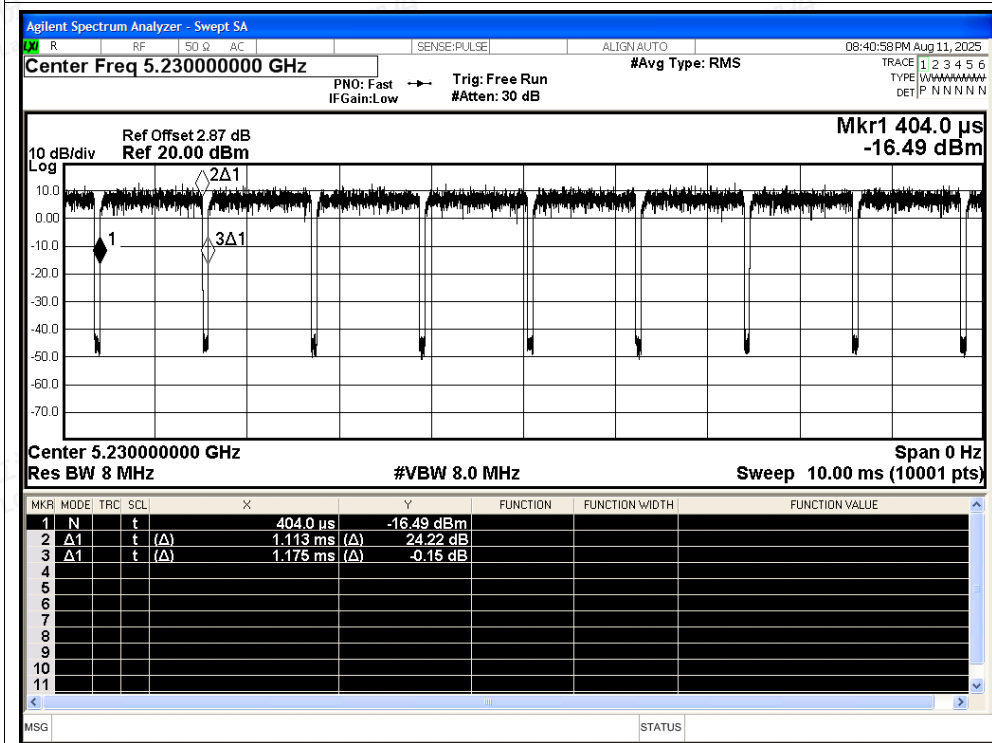 Agilent Spectrum Analyzer - Swept SA
LXI R RF 50 Ω AC SENSE:PULSE ALIGN AUTO 08:40:58 PM Aug 11, 2025
Center Freq 5.230000000 GHz #Avg Type: RMS TRACE 1 2 3 4 5 6
PNO: Fast Trig: Free Run TYPE W
IFGain:Low #Atten: 30 dB DET P N N N N N
Mkr1 404.0 µs
-16.49 dBm
Ref Offset 2.87 dB
10 dB/div Ref 20.00 dBm
Log
2Δ1
10.0
0.00
1
3Δ1
-10.0
-20.0
-30.0
-40.0
-50.0
-60.0
-70.0
Center 5.230000000 GHz Span 0 Hz
Res BW 8 MHz #VBW 8.0 MHz Sweep 10.00 ms (10001 pts)
MKR MODE TRC SCL X Y FUNCTION FUNCTION WIDTH FUNCTION VALUE
1 N t 404.0 µs -16.49 dBm
2 Δ1 t (Δ) 1.113 ms (Δ) 24.22 dB
3 Δ1 t (Δ) 1.175 ms (Δ) -0.15 dB
4
5
6
7
8
9
10
11
MSG STATUS